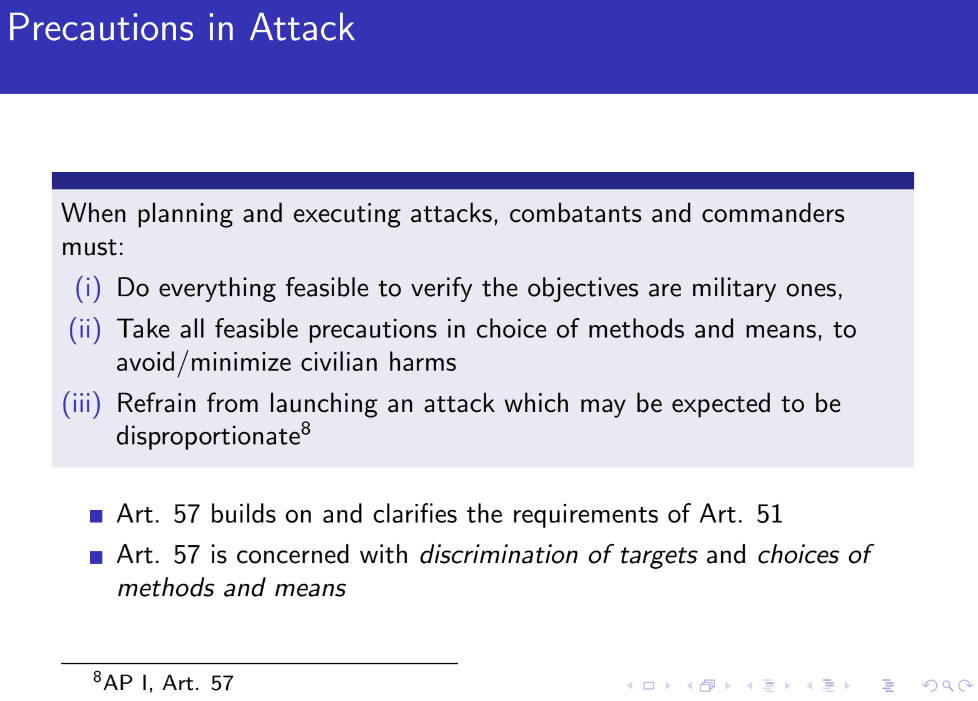 Precautions in Attack
When planning and executing attacks, combatants and commanders
must:
(i) Do everything feasible to verify the objectives are military ones,
(ii) Take all feasible precautions in choice of methods and means, to
avoid/minimize civilian harms
(iii) Refrain from launching an attack which may be expected to be
disproportionate⁸
Art. 57 builds on and clarifies the requirements of Art. 51
Art. 57 is concerned with discrimination of targets and choices of
methods and means
⁸AP I, Art. 57